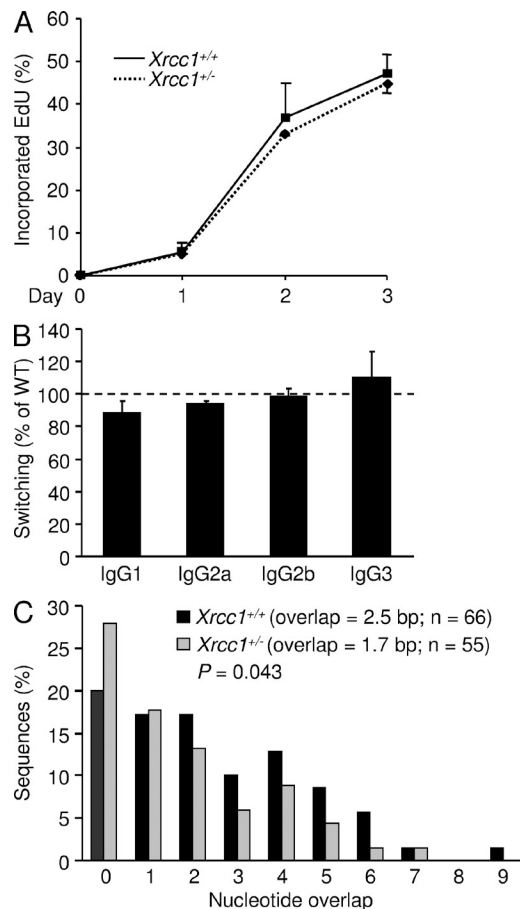 A
60
50
40
30
20
10
0
Incorporated EdU (%)
Xrcc1+/+
Xrcc1+/-
Day 0 1 2 3
B
140
120
100
80
60
40
20
0
Switching (% of WT)
IgG1 IgG2a IgG2b IgG3
C
30
25
20
15
10
5
0
Sequences (%)
Xrcc1+/+ (overlap = 2.5 bp; n = 66)
Xrcc1+/- (overlap = 1.7 bp; n = 55)
P = 0.043
0 1 2 3 4 5 6 7 8 9
Nucleotide overlap